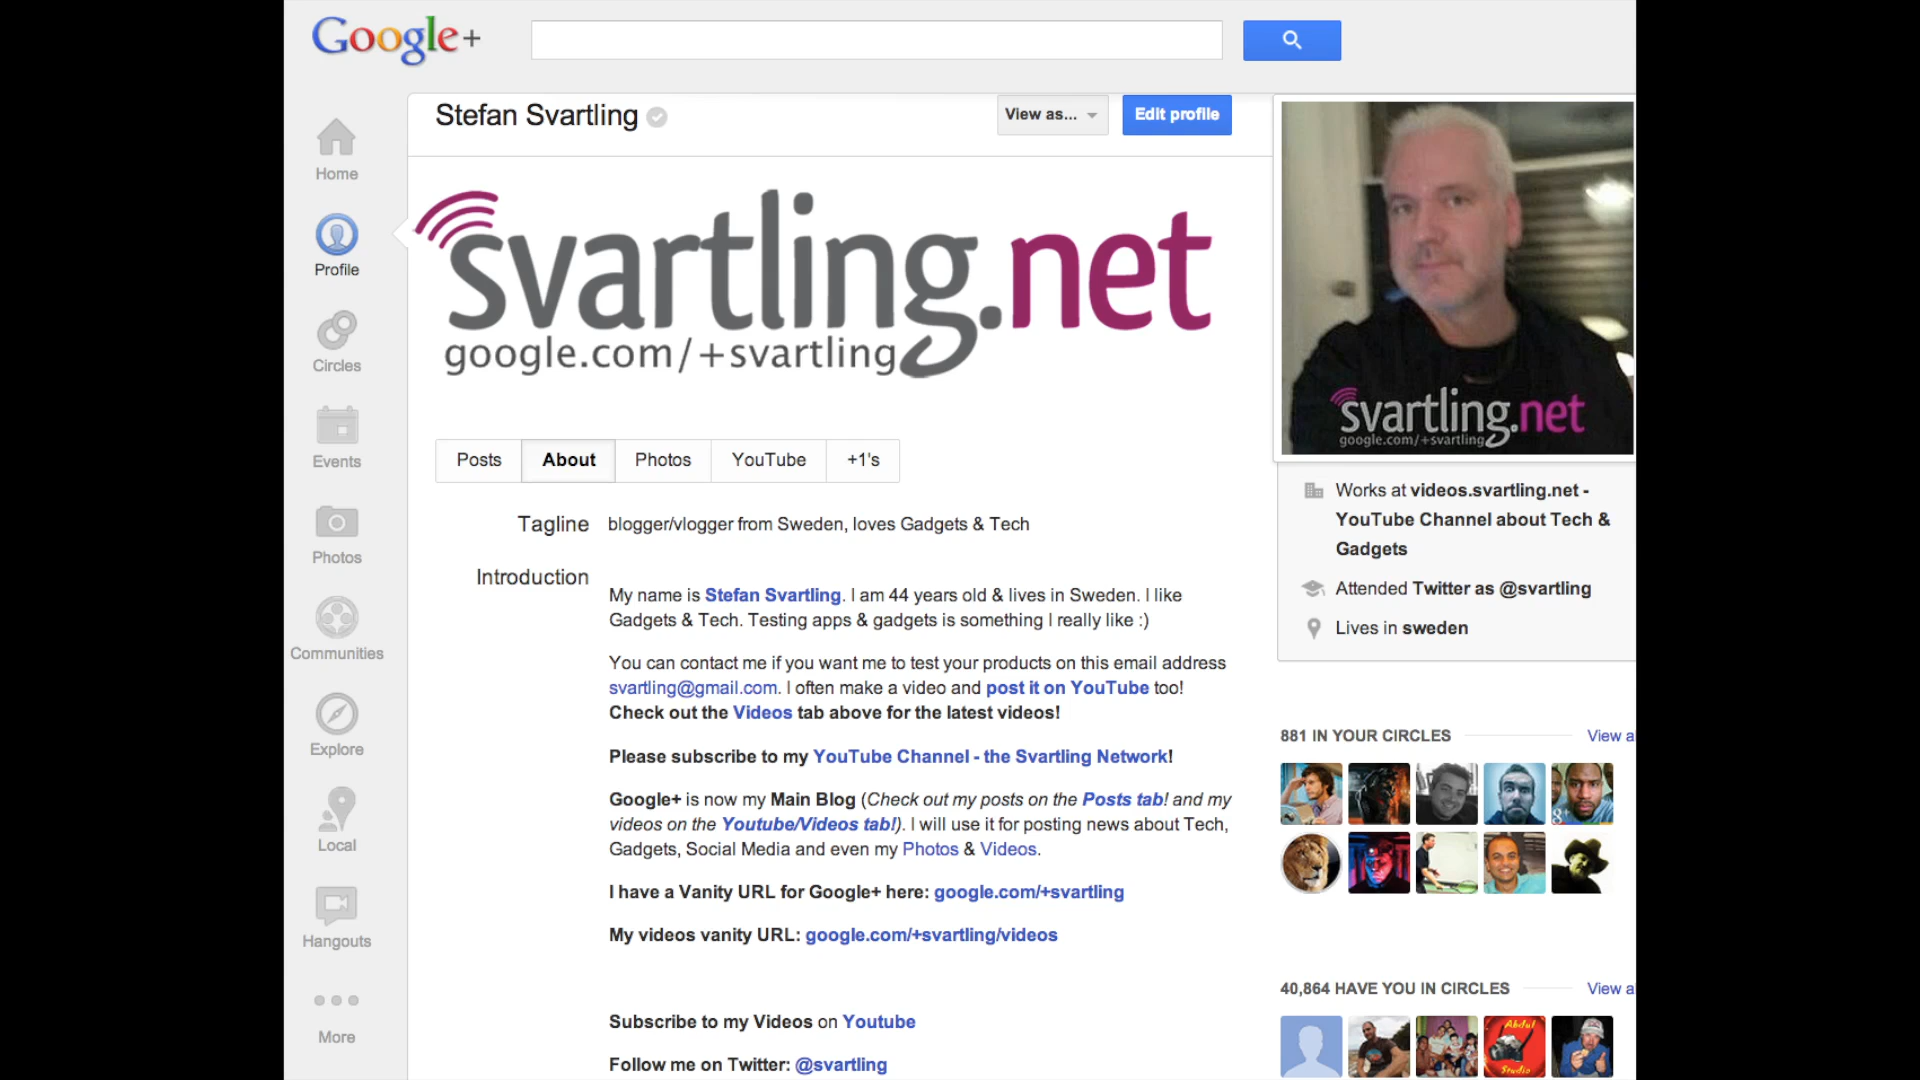 Google+
Stefan Svartling
View as...
Edit profile
Home
Profile
Circles
Events
Photos
Communities
Explore
Local
Hangouts
More
svartling.net
google.com/+svartling
Posts
About
Photos
YouTube
+1's
Tagline
blogger/vlogger from Sweden, loves Gadgets & Tech
Introduction
My name is Stefan Svartling. I am 44 years old & lives in Sweden. I like
Gadgets & Tech. Testing apps & gadgets is something I really like :)
You can contact me if you want me to test your products on this email address
svartling@gmail.com. I often make a video and post it on YouTube too!
Check out the Videos tab above for the latest videos!
Please subscribe to my YouTube Channel - the Svartling Network!
Google+ is now my Main Blog (Check out my posts on the Posts tab! and my
videos on the Youtube/Videos tab!). I will use it for posting news about Tech,
Gadgets, Social Media and even my Photos & Videos.
I have a Vanity URL for Google+ here: google.com/+svartling
My videos vanity URL: google.com/+svartling/videos
Subscribe to my Videos on Youtube
Follow me on Twitter: @svartling
svartling.net
google.com/+svartling
Works at videos.svartling.net -
YouTube Channel about Tech &
Gadgets
Attended Twitter as @svartling
Lives in sweden
881 IN YOUR CIRCLES
View a
40,864 HAVE YOU IN CIRCLES
View a
Abdul
Studio